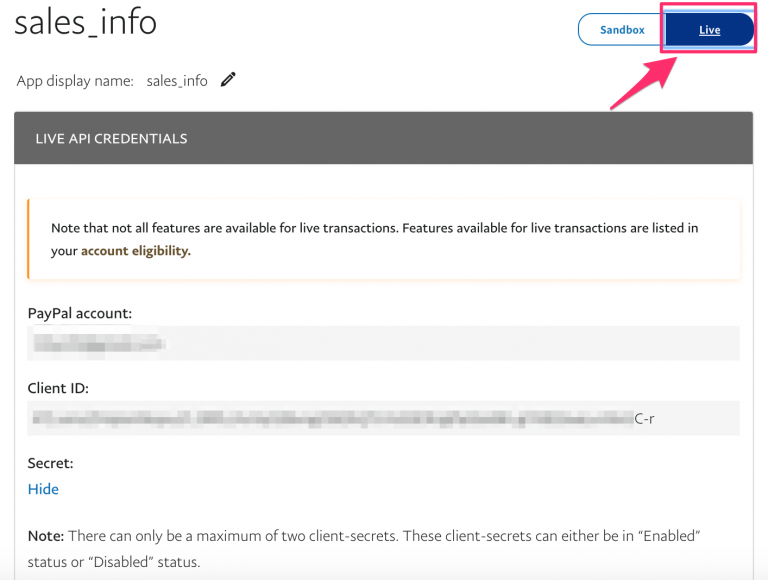 sales_info
Sandbox
Live
App display name: sales_info
LIVE API CREDENTIALS
Note that not all features are available for live transactions. Features available for live transactions are listed in
your account eligibility.
PayPal account:
Client ID:
C-r
Secret:
Hide
Note: There can only be a maximum of two client-secrets. These client-secrets can either be in “Enabled”
status or “Disabled” status.